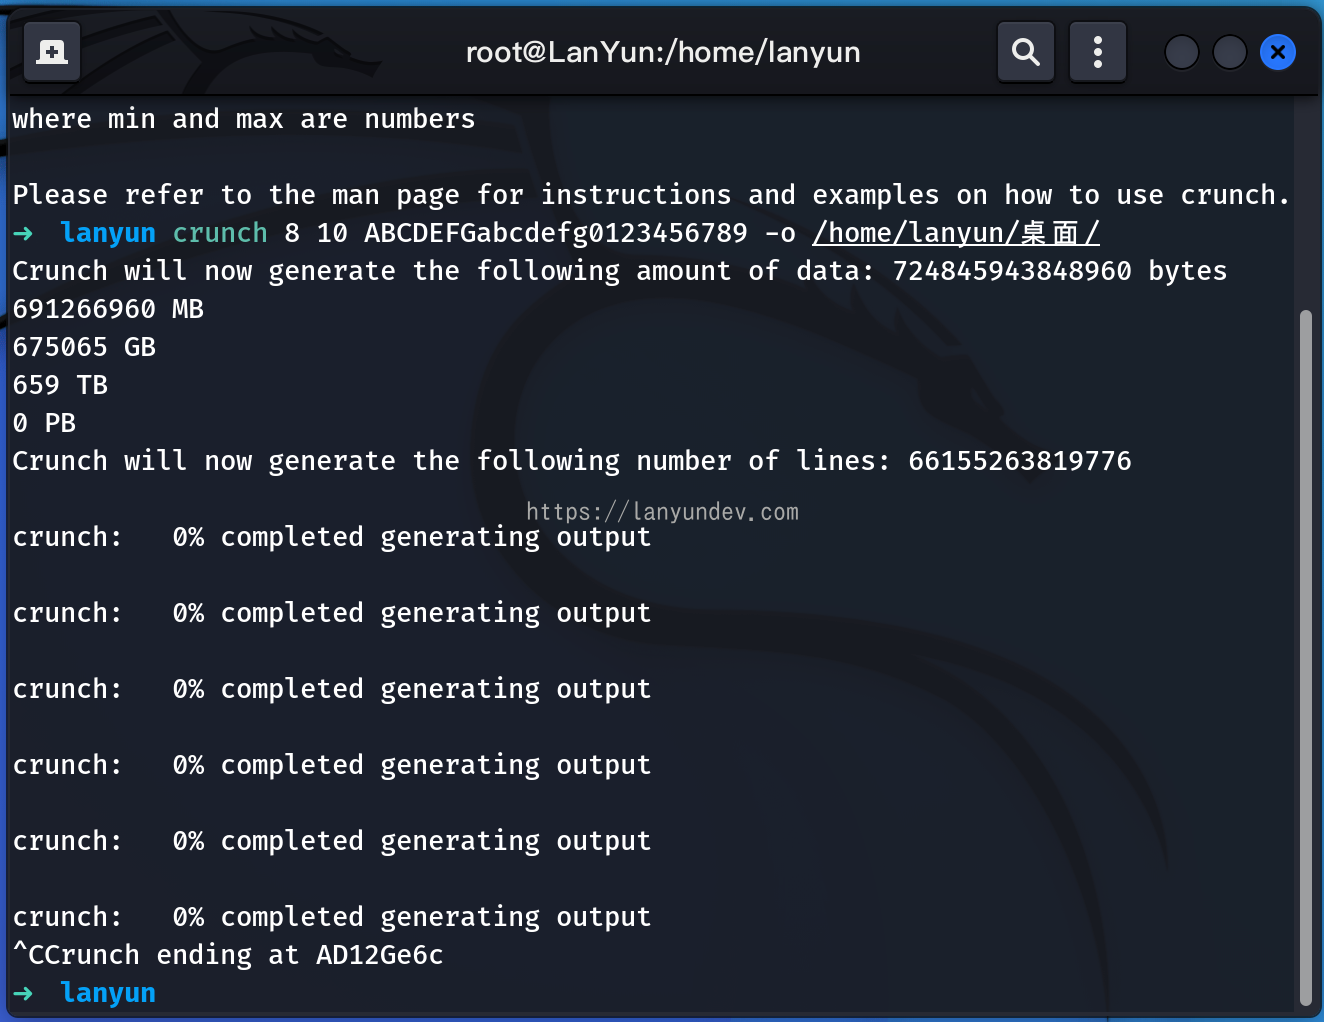 root@LanYun:/home/lanyun
where min and max are numbers
Please refer to the man page for instructions and examples on how to use crunch.
➜  lanyun crunch 8 10 ABCDEFGabcdefg0123456789 -o /home/lanyun/桌面/
Crunch will now generate the following amount of data: 724845943848960 bytes
691266960 MB
675065 GB
659 TB
0 PB
Crunch will now generate the following number of lines: 66155263819776
https://lanyundev.com
crunch:   0% completed generating output
crunch:   0% completed generating output
crunch:   0% completed generating output
crunch:   0% completed generating output
crunch:   0% completed generating output
crunch:   0% completed generating output
^CCrunch ending at AD12Ge6c
➜  lanyun